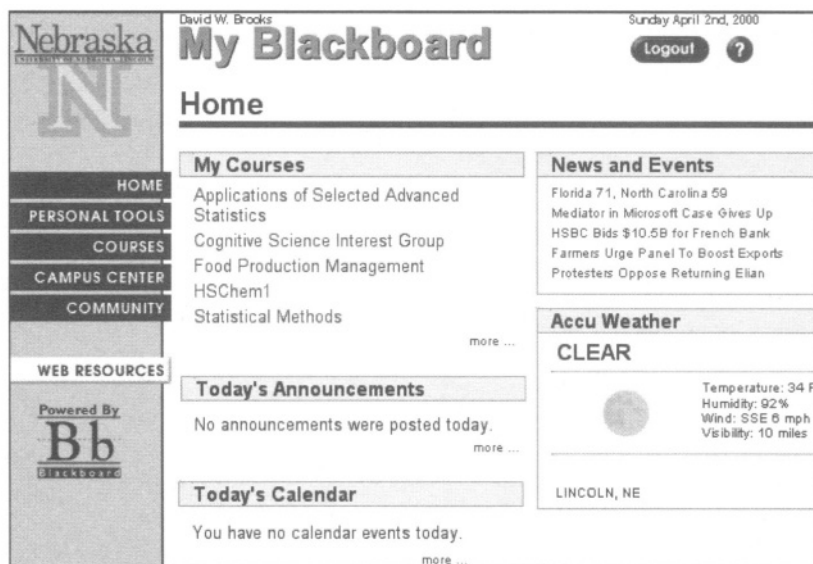 David W. Brooks
Sunday April 2nd, 2000
Nebraska
UNIVERSITY OF NEBRASKA-LINCOLN
N
My Blackboard
Logout
?
Home
HOME
PERSONAL TOOLS
COURSES
CAMPUS CENTER
COMMUNITY
WEB RESOURCES
Powered By
Bb
Blackboard
My Courses
Applications of Selected Advanced
Statistics
Cognitive Science Interest Group
Food Production Management
HSChem1
Statistical Methods
more ...
Today's Announcements
No announcements were posted today.
more ...
Today's Calendar
You have no calendar events today.
more ...
News and Events
Florida 71, North Carolina 59
Mediator in Microsoft Case Gives Up
HSBC Bids $10.5B for French Bank
Farmers Urge Panel To Boost Exports
Protesters Oppose Returning Elian
Accu Weather
CLEAR
Temperature: 34 F
Humidity: 92%
Wind: SSE 6 mph
Visibility: 10 miles
LINCOLN, NE